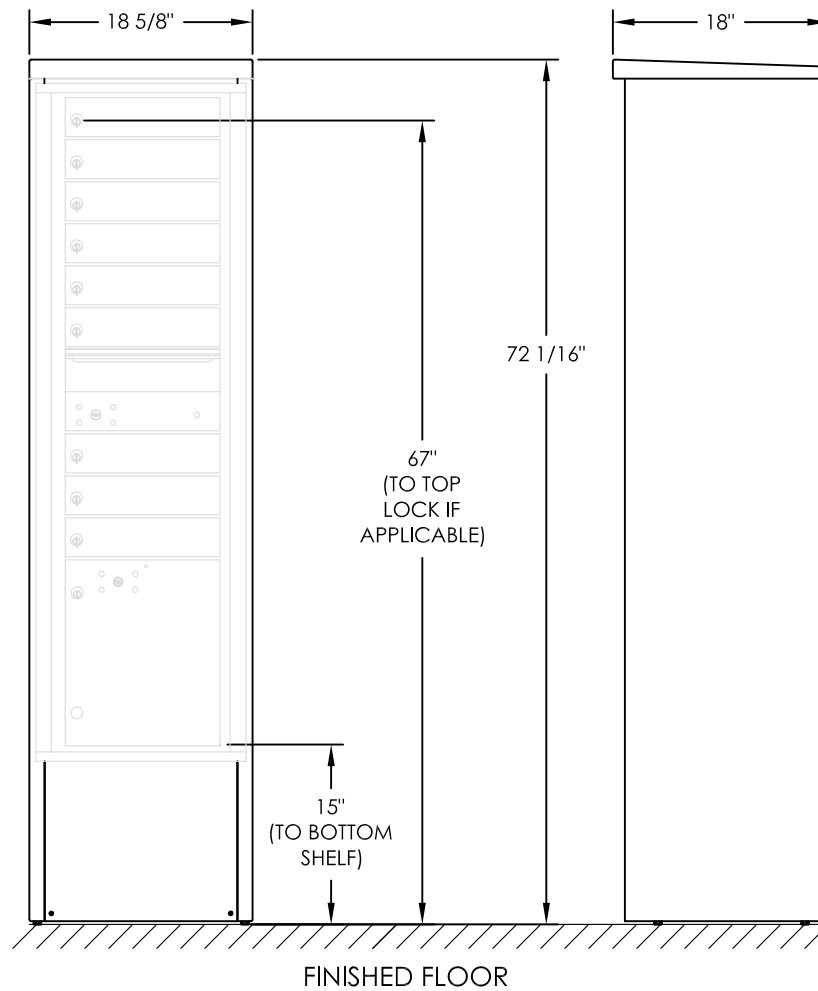 18 5/8"
18"
72 1/16"
67"
(TO TOP
LOCK IF
APPLICABLE)
15"
(TO BOTTOM
SHELF)
FINISHED FLOOR